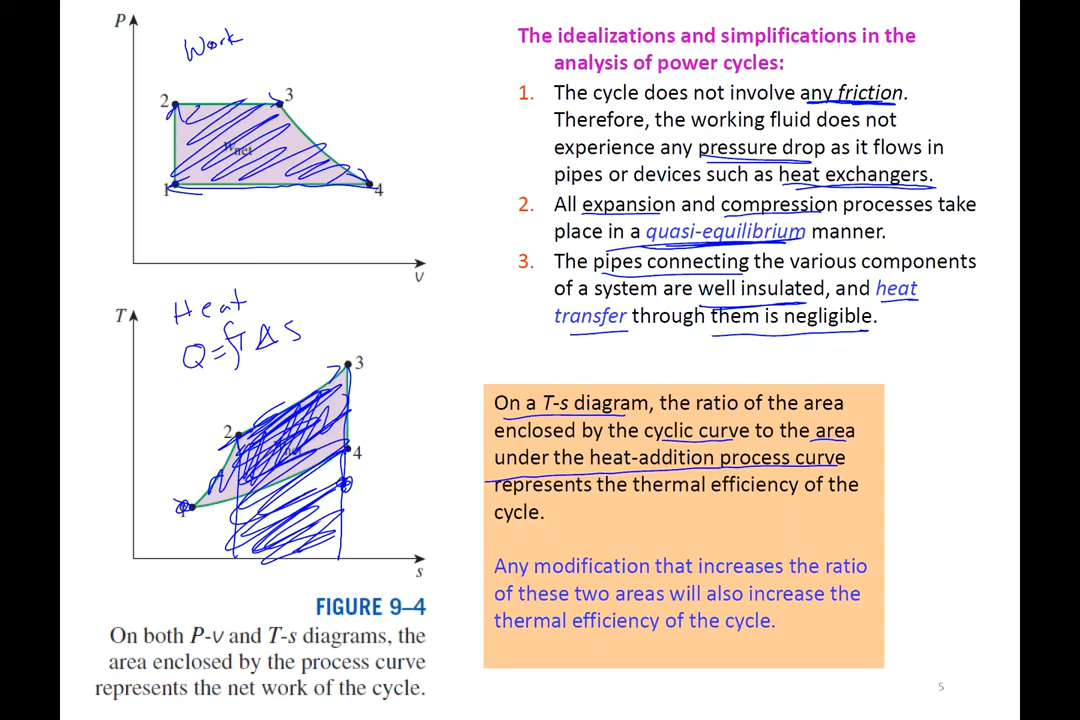 P
Work
2
3
wnet
1
4
v
Heat
T
Q=∫T Δ S
3
2
4
s
FIGURE 9–4
On both P-v and T-s diagrams, the
area enclosed by the process curve
represents the net work of the cycle.
The idealizations and simplifications in the
analysis of power cycles:
1. The cycle does not involve any friction.
Therefore, the working fluid does not
experience any pressure drop as it flows in
pipes or devices such as heat exchangers.
2. All expansion and compression processes take
place in a quasi-equilibrium manner.
3. The pipes connecting the various components
of a system are well insulated, and heat
transfer through them is negligible.
On a T-s diagram, the ratio of the area
enclosed by the cyclic curve to the area
under the heat-addition process curve
represents the thermal efficiency of the
cycle.
Any modification that increases the ratio
of these two areas will also increase the
thermal efficiency of the cycle.
5